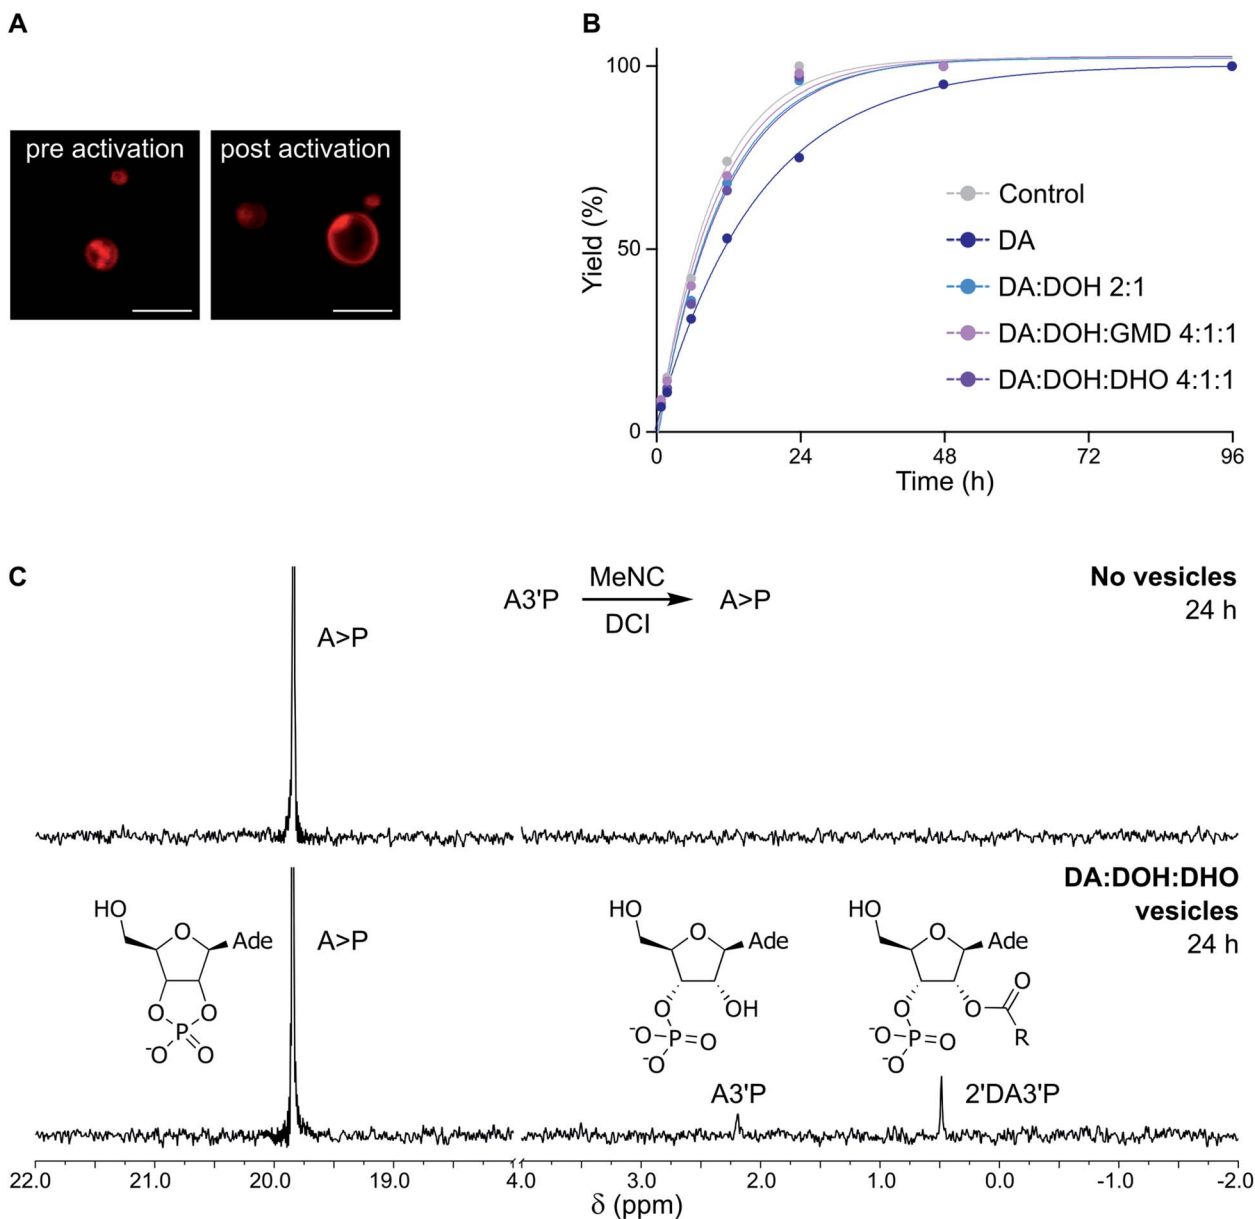 A
pre activation
post activation
B
Yield (%)
100
50
0
0 24 48 72 96
Time (h)
Control
DA
DA:DOH 2:1
DA:DOH:GMD 4:1:1
DA:DOH:DHO 4:1:1
C
MeNC
A3'P A>P
DCI
No vesicles
24 h
A>P
DA:DOH:DHO
vesicles
24 h
HO
O
Ade
O O
P
⁻O O
A>P
HO
O
Ade
O OH
⁻O P O
⁻O
A3'P
HO
O
Ade
O
O O
⁻O P O R
⁻O
2'DA3'P
22.0 21.0 20.0 19.0 4.0 3.0 2.0 1.0 0.0 -1.0 -2.0
δ (ppm)